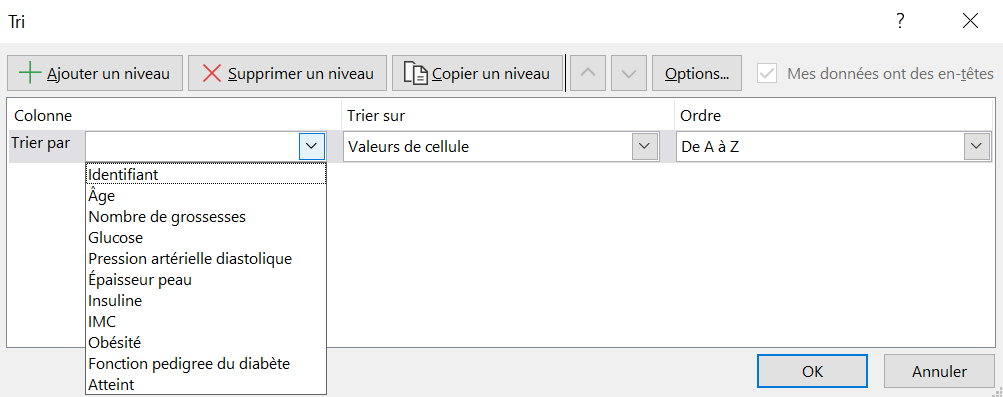 Tri ?
Ajouter un niveau Supprimer un niveau Copier un niveau Options... Mes données ont des en-têtes
Colonne Trier sur Ordre
Trier par Valeurs de cellule De A à Z
Identifiant
Âge
Nombre de grossesses
Glucose
Pression artérielle diastolique
Épaisseur peau
Insuline
IMC
Obésité
Fonction pedigree du diabète
Atteint
OK Annuler